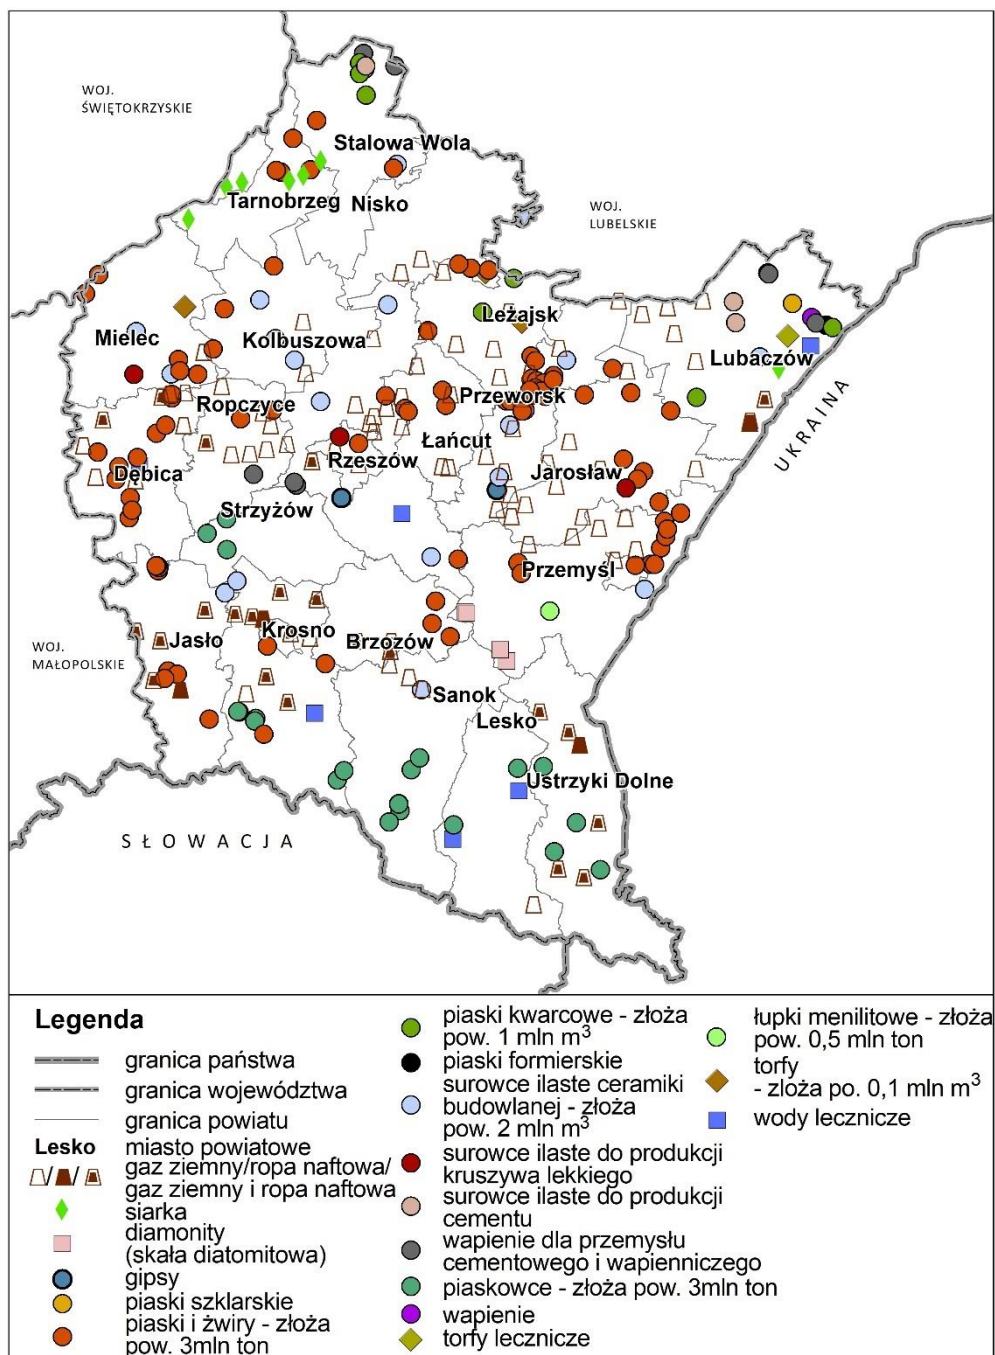 WOJ.
ŚWIĘTOKRZYSKIE
Stalowa Wola
Tarnobrzeg
Nisko
WOJ.
LUBELSKIE
Mielec
Kolbuszowa
Leżajsk
Lubaczów
Ropczyce
Przeworsk
UKRAINA
Łańcut
Dębica
Rzeszów
Jarosław
Strzyżów
Przemyśl
WOJ.
MAŁOPOLSKIE
Jasło
Krosno
Brzozów
Sanok
Lesko
Ustrzyki Dolne
SŁOWACJA
Legenda
granica państwa
granica województwa
granica powiatu
Lesko miasto powiatowe
gaz ziemny/ropa naftowa/
gaz ziemny i ropa naftowa
siarka
diamonity
(skała diatomitowa)
gipsy
piaski szklarskie
piaski i żwiry - złoża
pow. 3mln ton
piaski kwarcowe - złoża
pow. 1 mln m³
piaski formierskie
surowce ilaste ceramiki
budowlanej - złoża
pow. 2 mln m³
surowce ilaste do produkcji
kruszywa lekkiego
surowce ilaste do produkcji
cementu
wapienie dla przemysłu
cementowego i wapienniczego
piaskowce - złoża pow. 3mln ton
wapienie
torfy lecznicze
łupki menilitowe - złoża
pow. 0,5 mln ton
torfy
- zloża po. 0,1 mln m³
wody lecznicze